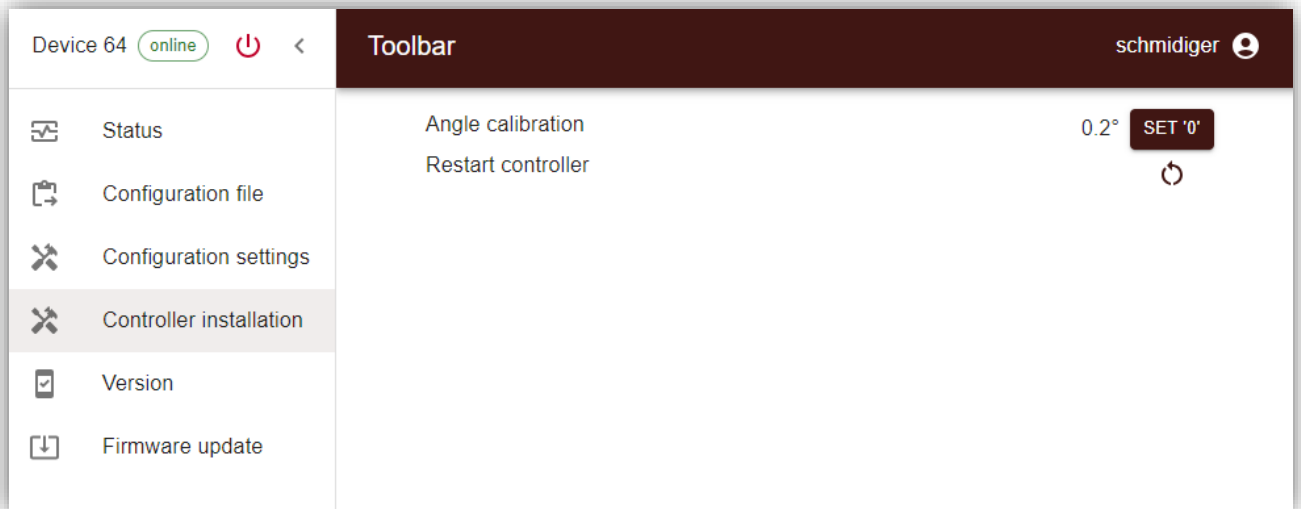 Device 64 online
Toolbar
schmidiger
Status
Configuration file
Configuration settings
Controller installation
Version
Firmware update
Angle calibration 0.2° SET '0'
Restart controller